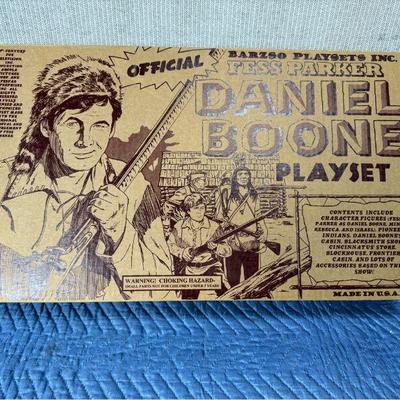 OFFICIAL
BARZSO PLAYSETS INC.
FESS PARKER
DANIEL
BOONE
PLAYSET
CONTENTS INCLUDE
CHARACTER FIGURES (FESS
PARKER AS DANIEL BOONE,
REBECCA, AND ISRAEL) PIONEERS
INDIANS, DANIEL BOONE'S
CABIN, BLACKSMITH SHOP
CINCINNATUS STORE,
BLOCKHOUSE, FRONTIER
CABIN, AND LOTS OF
ACCESSORIES BASED ON THE
SHOW!
WARNING: CHOKING HAZARD-
SMALL PARTS NOT FOR CHILDREN UNDER 3 YEARS
MADE IN U.S.A.